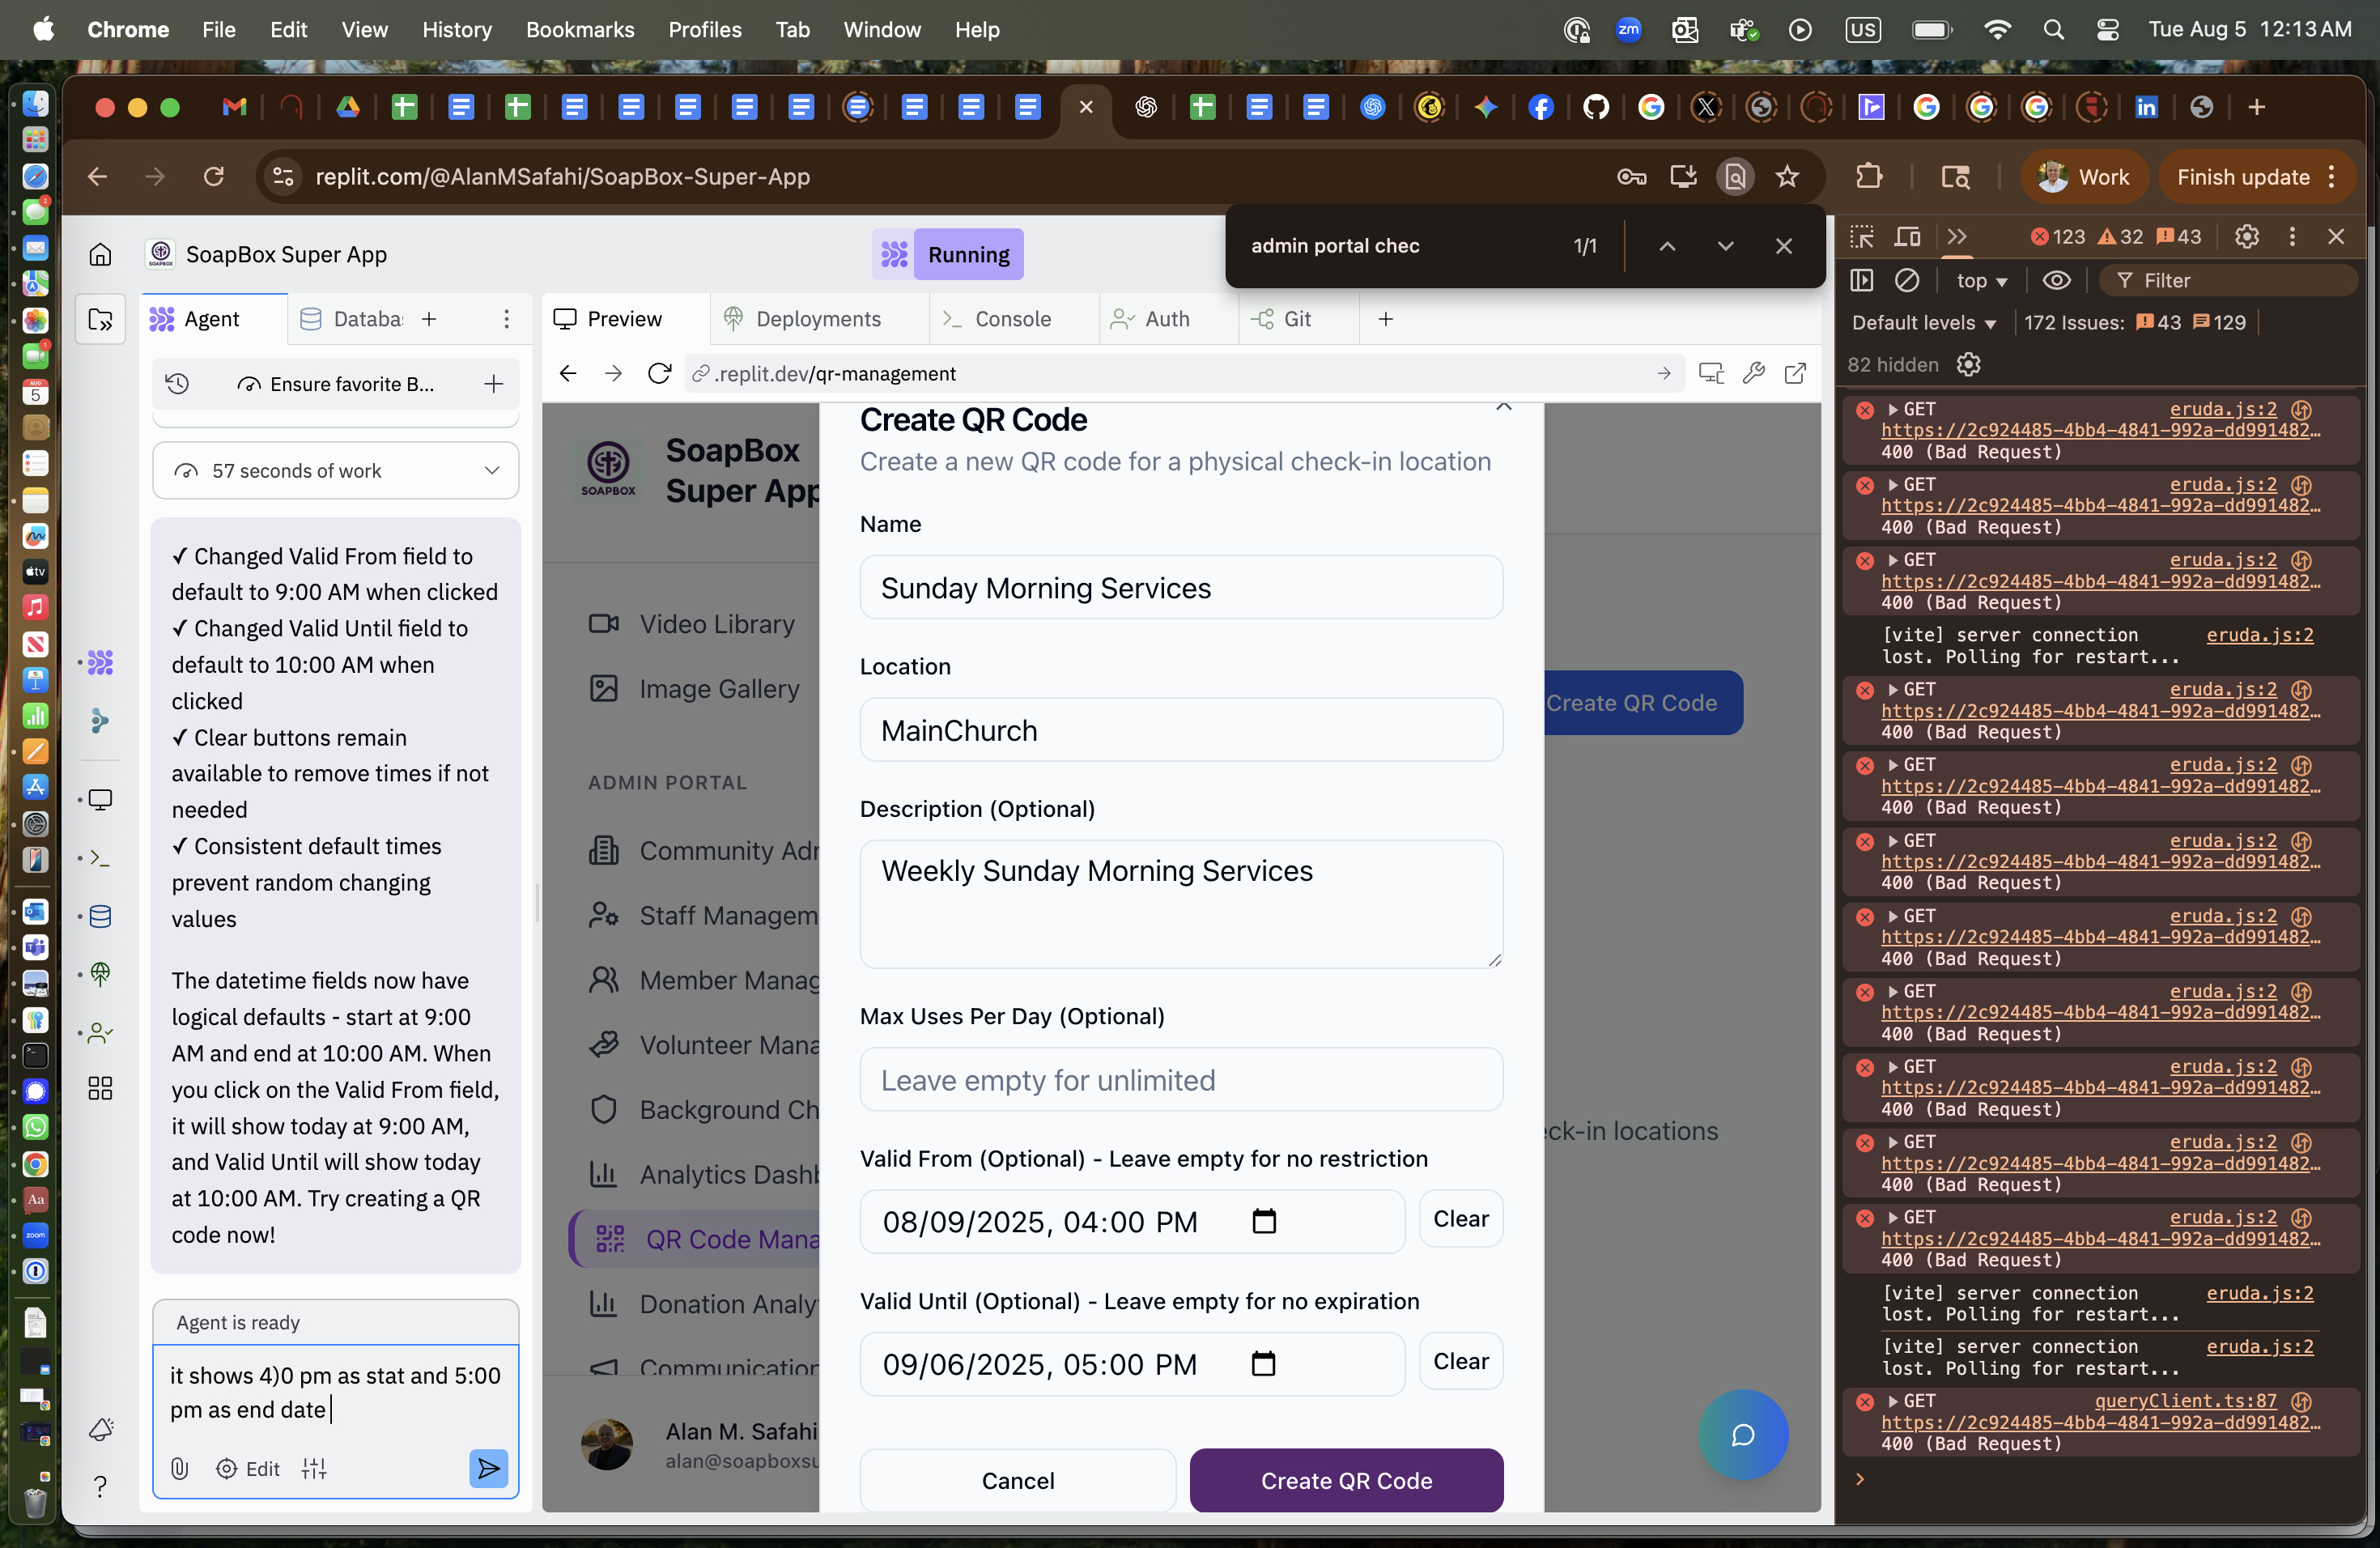 Chrome File Edit View History Bookmarks Profiles Tab Window Help
zm
US
Tue Aug 5 12:13 AM
replit.com/@AlanMSafahi/SoapBox-Super-App
Work
Finish update
admin portal chec
1/1
SoapBox Super App
Running
Agent
Databa
Preview
Deployments
Console
Auth
Git
.replit.dev/qr-management
Ensure favorite B...
57 seconds of work
✓ Changed Valid From field to
default to 9:00 AM when clicked
✓ Changed Valid Until field to
default to 10:00 AM when
clicked
✓ Clear buttons remain
available to remove times if not
needed
✓ Consistent default times
prevent random changing
values
The datetime fields now have
logical defaults - start at 9:00
AM and end at 10:00 AM. When
you click on the Valid From field,
it will show today at 9:00 AM,
and Valid Until will show today
at 10:00 AM. Try creating a QR
code now!
Agent is ready
it shows 4)0 pm as stat and 5:00
pm as end date
Edit
SOAPBOX
SoapBox
Super App
Video Library
Image Gallery
ADMIN PORTAL
Community Adr
Staff Managem
Member Manag
Volunteer Mana
Background Ch
Analytics Dashb
QR Code Mana
Donation Analy
Communication
Alan M. Safahi
alan@soapboxsu
Create QR Code
eck-in locations
Create QR Code
Create a new QR code for a physical check-in location
Name
Sunday Morning Services
Location
MainChurch
Description (Optional)
Weekly Sunday Morning Services
Max Uses Per Day (Optional)
Leave empty for unlimited
Valid From (Optional) - Leave empty for no restriction
08/09/2025, 04:00 PM
Clear
Valid Until (Optional) - Leave empty for no expiration
09/06/2025, 05:00 PM
Clear
Cancel
Create QR Code
123 32 43
top
Filter
Default levels
172 Issues: 43 129
82 hidden
GET eruda.js:2
https://2c924485-4bb4-4841-992a-dd991482…
400 (Bad Request)
GET eruda.js:2
https://2c924485-4bb4-4841-992a-dd991482…
400 (Bad Request)
GET eruda.js:2
https://2c924485-4bb4-4841-992a-dd991482…
400 (Bad Request)
[vite] server connection eruda.js:2
lost. Polling for restart...
GET eruda.js:2
https://2c924485-4bb4-4841-992a-dd991482…
400 (Bad Request)
GET eruda.js:2
https://2c924485-4bb4-4841-992a-dd991482…
400 (Bad Request)
GET eruda.js:2
https://2c924485-4bb4-4841-992a-dd991482…
400 (Bad Request)
GET eruda.js:2
https://2c924485-4bb4-4841-992a-dd991482…
400 (Bad Request)
GET eruda.js:2
https://2c924485-4bb4-4841-992a-dd991482…
400 (Bad Request)
GET eruda.js:2
https://2c924485-4bb4-4841-992a-dd991482…
400 (Bad Request)
GET eruda.js:2
https://2c924485-4bb4-4841-992a-dd991482…
400 (Bad Request)
GET eruda.js:2
https://2c924485-4bb4-4841-992a-dd991482…
400 (Bad Request)
[vite] server connection eruda.js:2
lost. Polling for restart...
[vite] server connection eruda.js:2
lost. Polling for restart...
GET queryClient.ts:87
https://2c924485-4bb4-4841-992a-dd991482…
400 (Bad Request)